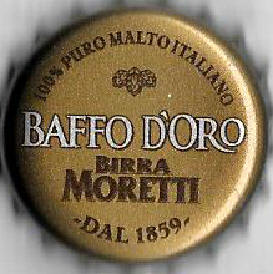 100% PURO MALTO ITALIANO
BAFFO D'ORO
BIRRA
MORETTI
-DAL 1859-